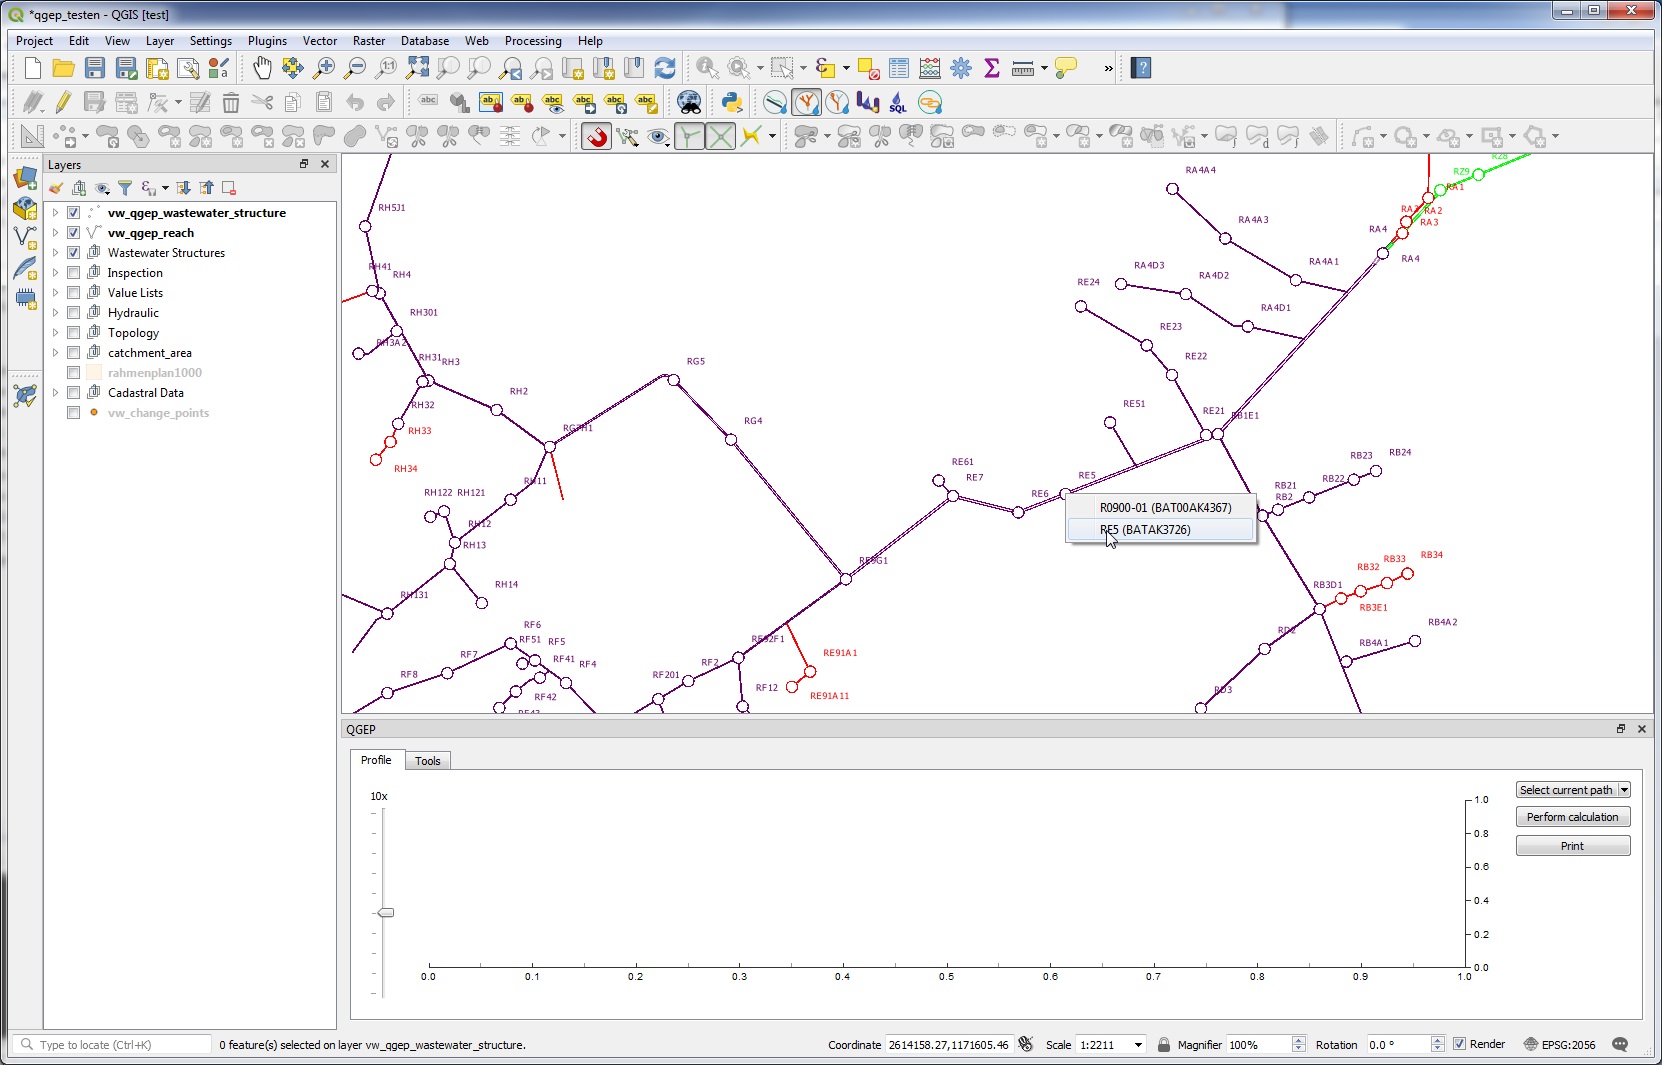 *qgep_testen - QGIS [test]
Project Edit View Layer Settings Plugins Vector Raster Database Web Processing Help
Layers
vw_qgep_wastewater_structure
vw_qgep_reach
Wastewater Structures
Inspection
Value Lists
Hydraulic
Topology
catchment_area
rahmenplan1000
Cadastral Data
vw_change_points
RH5J1
RH41
RH4
RH301
RH3A2
RH31
RH3
RH2
RH32
RH33
RH34
RH11
RH122 RH121
RH12
RH13
RH14
RH131
RG5
RG4
RF6
RF51
RF5
RF41
RF4
RF7
RF8
RF42
RF2
RF201
RF12
RE91A1
RE91A11
RE61
RE7
RE6
RE5
RE51
RE24
RE23
RE22
RE21
RA4A4
RA4A3
RA4A1
RA4D3
RA4D2
RA4D1
RA4
RA4
RA3
RA2
RA1
RZ9
RZ8
RB1E1
RB24
RB23
RB22
RB21
RB2
RB34
RB33
RB32
RB3D1
RB3E1
RB4A2
RB4A1
RD2
RD3
R0900-01 (BAT00AK4367)
RE5 (BATAK3726)
QGEP
Profile Tools
10x
Select current path
Perform calculation
Print
1.0
0.8
0.6
0.4
0.2
0.0
0.0 0.1 0.2 0.3 0.4 0.5 0.6 0.7 0.8 0.9 1.0
Type to locate (Ctrl+K) 0 feature(s) selected on layer vw_qgep_wastewater_structure. Coordinate 2614158.27,1171605.46 Scale 1:2211 Magnifier 100% Rotation 0.0 ° Render EPSG:2056